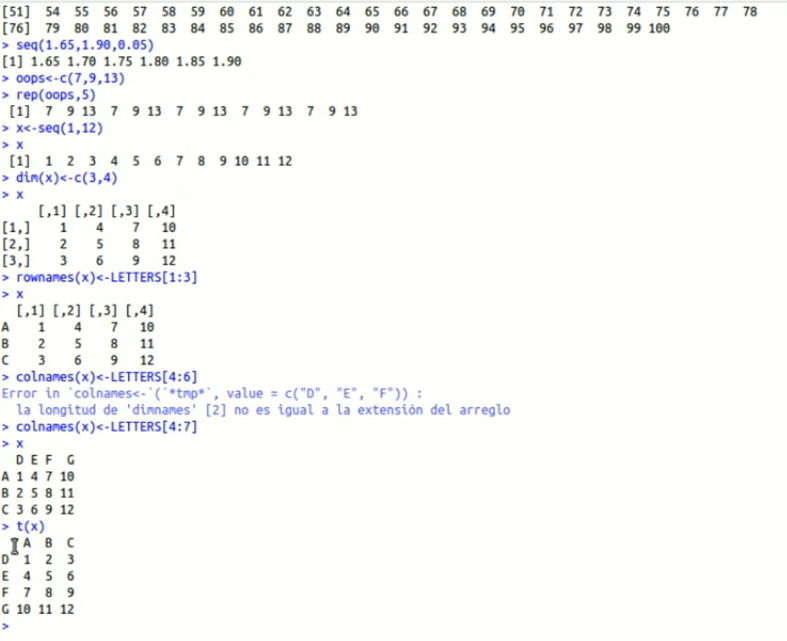 [51] 54 55 56 57 58 59 60 61 62 63 64 65 66 67 68 69 70 71 72 73 74 75 76 77 78
[76] 79 80 81 82 83 84 85 86 87 88 89 90 91 92 93 94 95 96 97 98 99 100
> seq(1.65,1.90,0.05)
[1] 1.65 1.70 1.75 1.80 1.85 1.90
> oops<-c(7,9,13)
> rep(oops,5)
[1] 7 9 13 7 9 13 7 9 13 7 9 13 7 9 13
> x<-seq(1,12)
> x
[1] 1 2 3 4 5 6 7 8 9 10 11 12
> dim(x)<-c(3,4)
> x
[,1] [,2] [,3] [,4]
[1,] 1 4 7 10
[2,] 2 5 8 11
[3,] 3 6 9 12
> rownames(x)<-LETTERS[1:3]
> x
[,1] [,2] [,3] [,4]
A 1 4 7 10
B 2 5 8 11
C 3 6 9 12
> colnames(x)<-LETTERS[4:6]
Error in `colnames<-`(`*tmp*`, value = c("D", "E", "F")) :
la longitud de 'dimnames' [2] no es igual a la extensión del arreglo
> colnames(x)<-LETTERS[4:7]
> x
D E F G
A 1 4 7 10
B 2 5 8 11
C 3 6 9 12
> t(x)
A B C
D 1 2 3
E 4 5 6
F 7 8 9
G 10 11 12
>